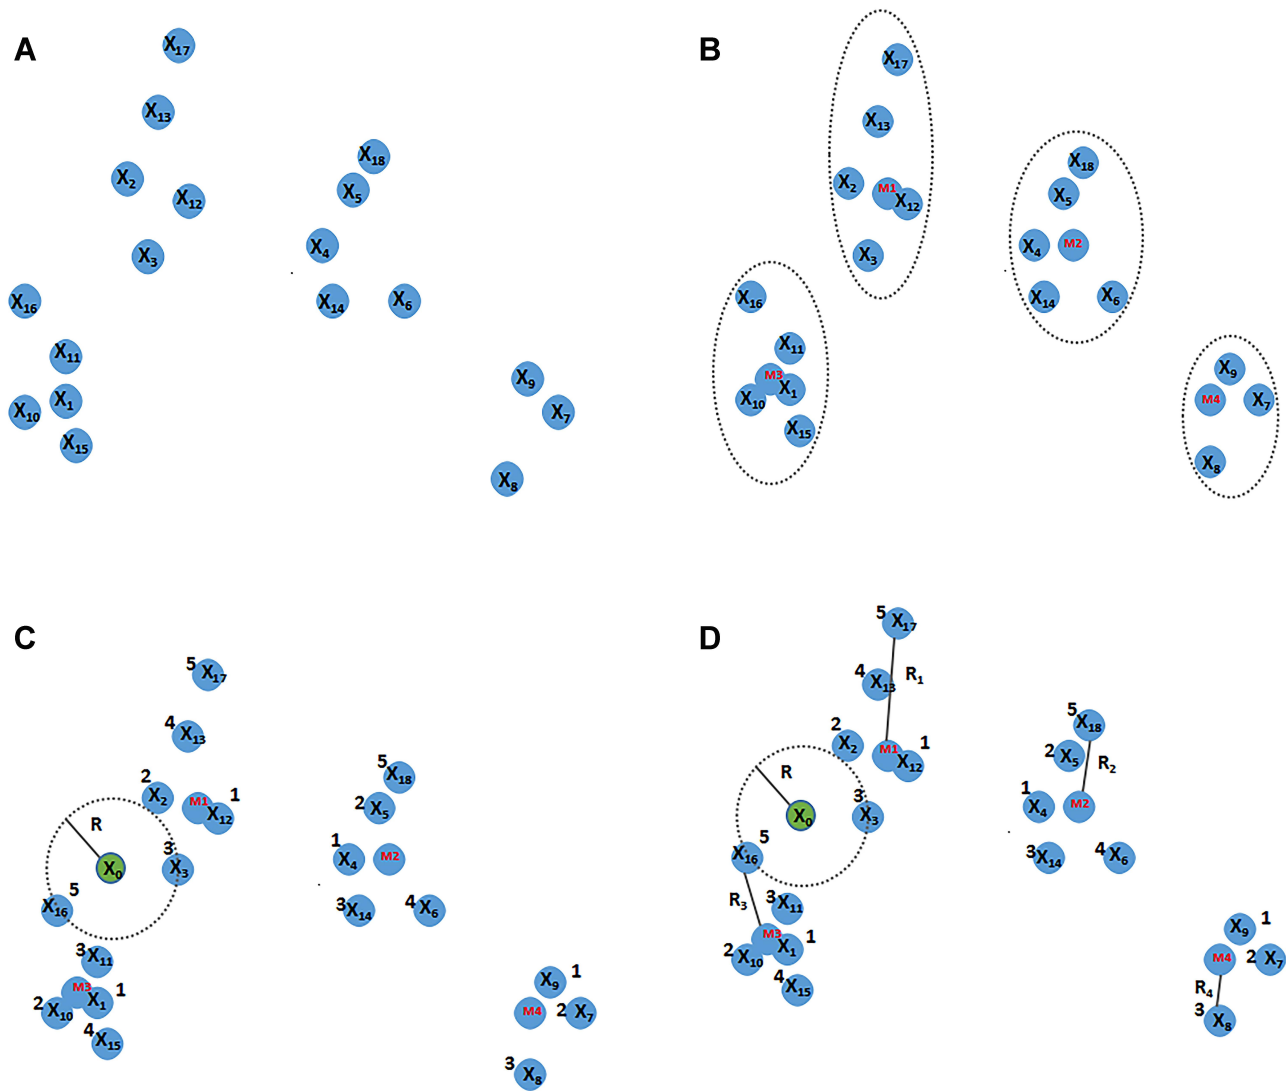 A
X17
X13
X2
X12
X3
X18
X5
X4
X14
X6
X16
X11
X1
X10
X15
X9
X7
X8
B
X17
X13
X2
M1
X12
X3
X18
X5
X4
M2
X14
X6
X16
X11
M3
X1
X10
X15
X9
M4
X7
X8
C
5 X17
4 X13
2 X2
M1
1
X12
3 X3
R
X0
5
X16
3 X11
M3
X1 1
2 X10
4 X15
5 X18
2 X5
1 X4
M2
3 X14
4 X6
X9 1
M4
2 X7
3 X8
D
5 X17
R1
4 X13
2 X2
M1
1
X12
3 X3
R
X0
5
X16
R3
3 X11
M3
X1 1
2 X10
4 X15
5 X18
R2
2 X5
1 X4
M2
3 X14
4 X6
X9 1
M4
2 X7
R4
3 X8